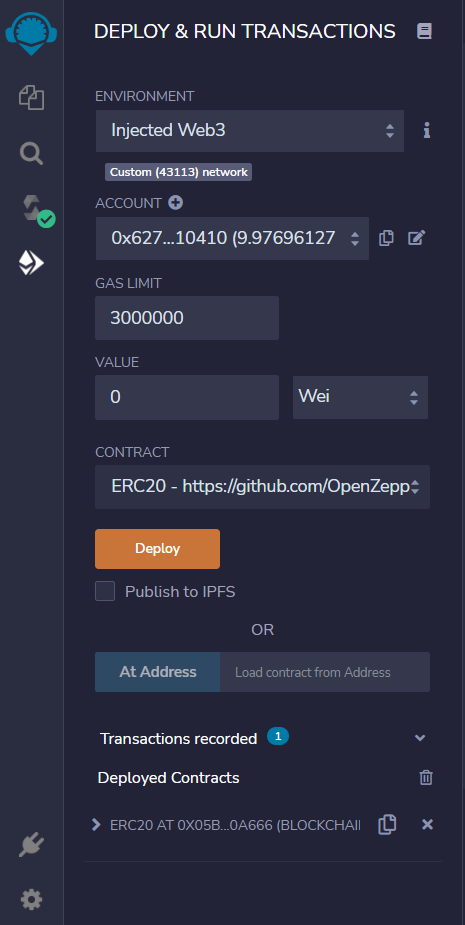 DEPLOY & RUN TRANSACTIONS
ENVIRONMENT
Injected Web3
Custom (43113) network
ACCOUNT
0x627...10410 (9.97696127
GAS LIMIT
3000000
VALUE
0
Wei
CONTRACT
ERC20 - https://github.com/OpenZepp
Deploy
Publish to IPFS
OR
At Address
Load contract from Address
Transactions recorded 1
Deployed Contracts
ERC20 AT 0X05B...0A666 (BLOCKCHAI